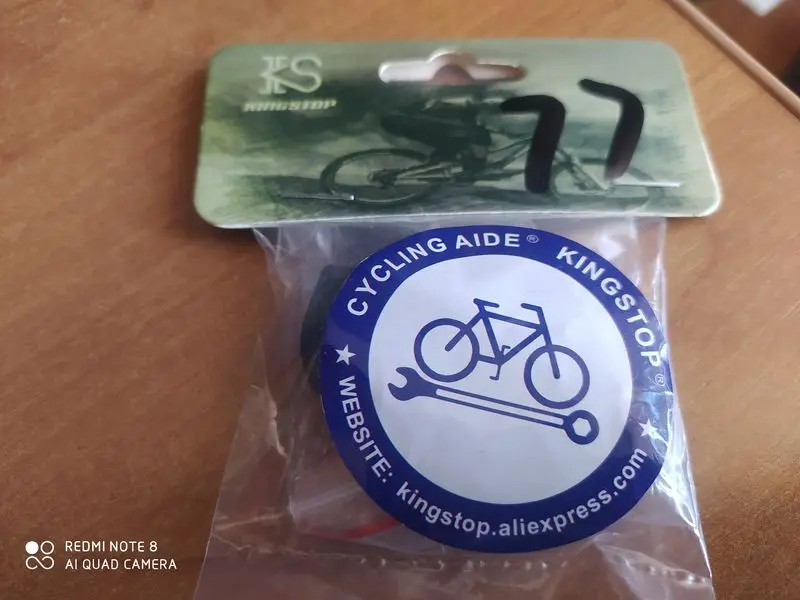 KS
KINGSTOP
77
CYCLING AIDE® KINGSTOP®
★ WEBSITE: kingstop.aliexpress.com ★
REDMI NOTE 8
AI QUAD CAMERA